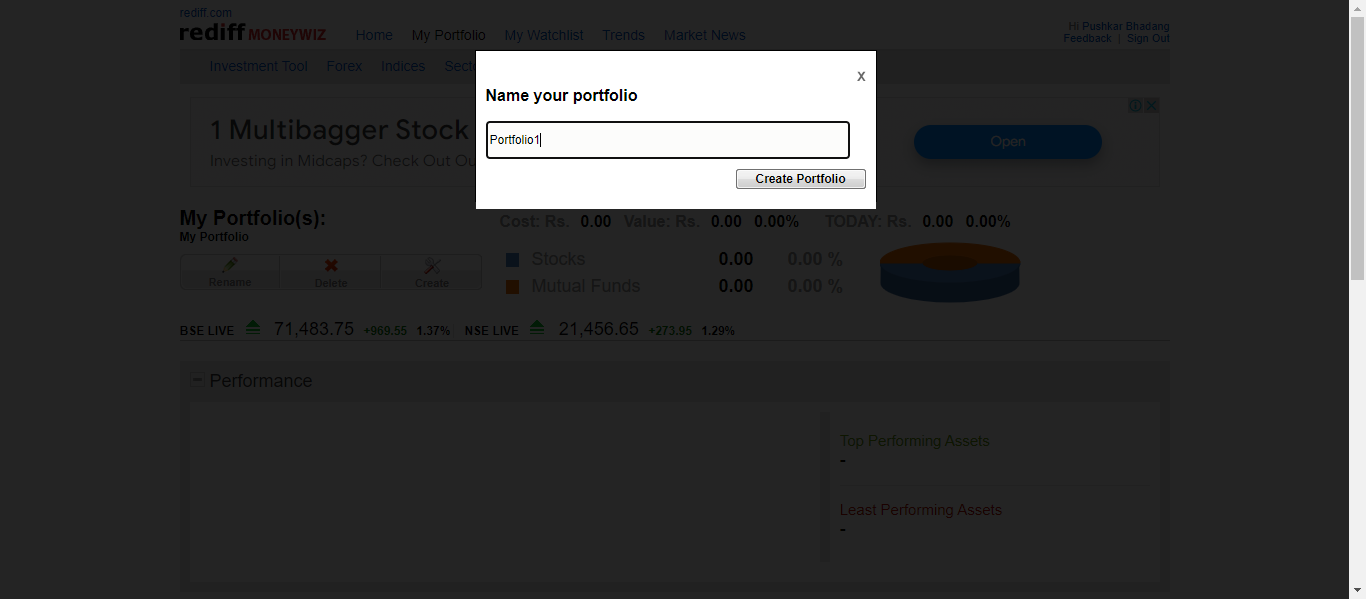 rediff.com
rediff MONEYWIZ Home My Portfolio My Watchlist Trends Market News
Hi Pushkar Bhadang
Feedback | Sign Out
Investment Tool Forex Indices
x
Name your portfolio
Portfolio1
Create Portfolio
1 Multibagger Stock
Investing in Midcaps? Check Out
Open
My Portfolio(s):
My Portfolio
Cost: Rs. 0.00 Value: Rs. 0.00 0.00% TODAY: Rs. 0.00 0.00%
Rename Delete Create
Stocks 0.00 0.00 %
Mutual Funds 0.00 0.00 %
BSE LIVE 71,483.75 +969.55 1.37% NSE LIVE 21,456.65 +273.95 1.29%
Performance
Top Performing Assets
-
Least Performing Assets
-